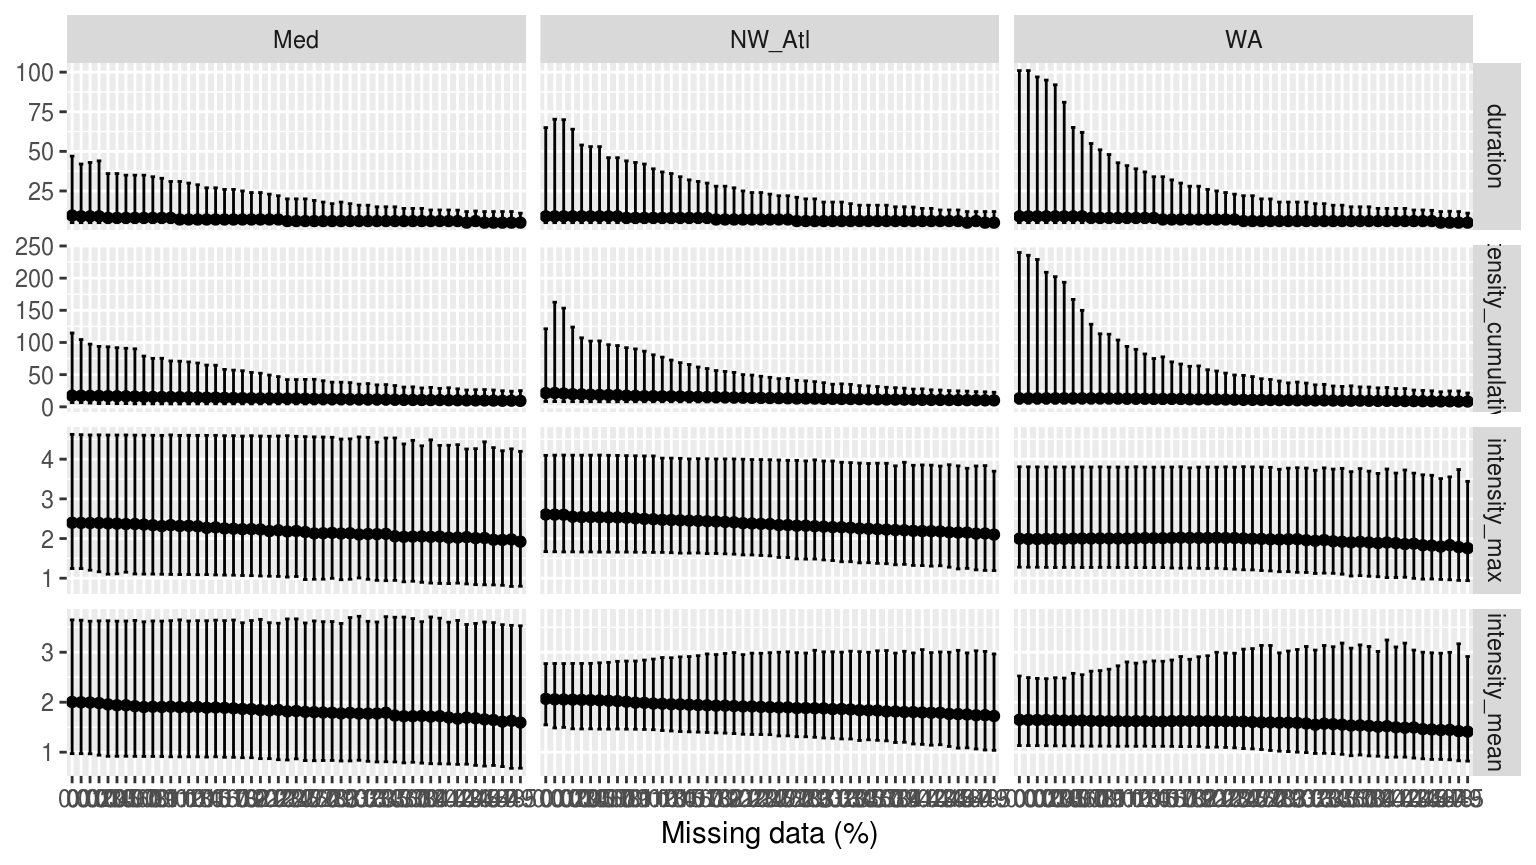 Med
NW_Atl
WA
100
75
50
25
duration
250
200
150
100
50
0
ensity_cumulativ
4
3
2
1
intensity_max
3
2
1
intensity_mean
Missing data (%)